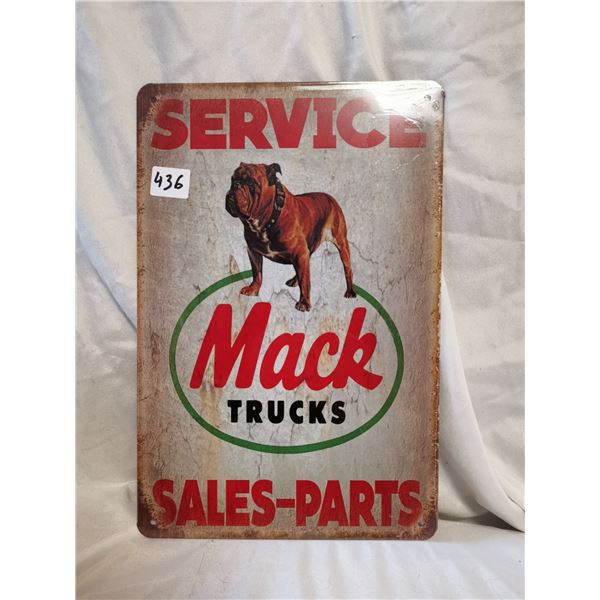 SERVICE
436
Mack
TRUCKS
SALES-PARTS